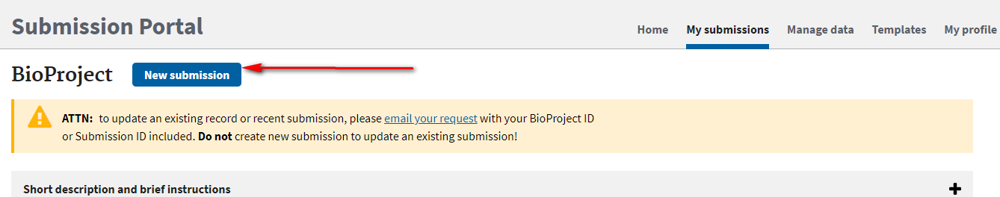 Submission Portal
Home My submissions Manage data Templates My profile
BioProject New submission
ATTN: to update an existing record or recent submission, please email your request with your BioProject ID
or Submission ID included. Do not create new submission to update an existing submission!
Short description and brief instructions